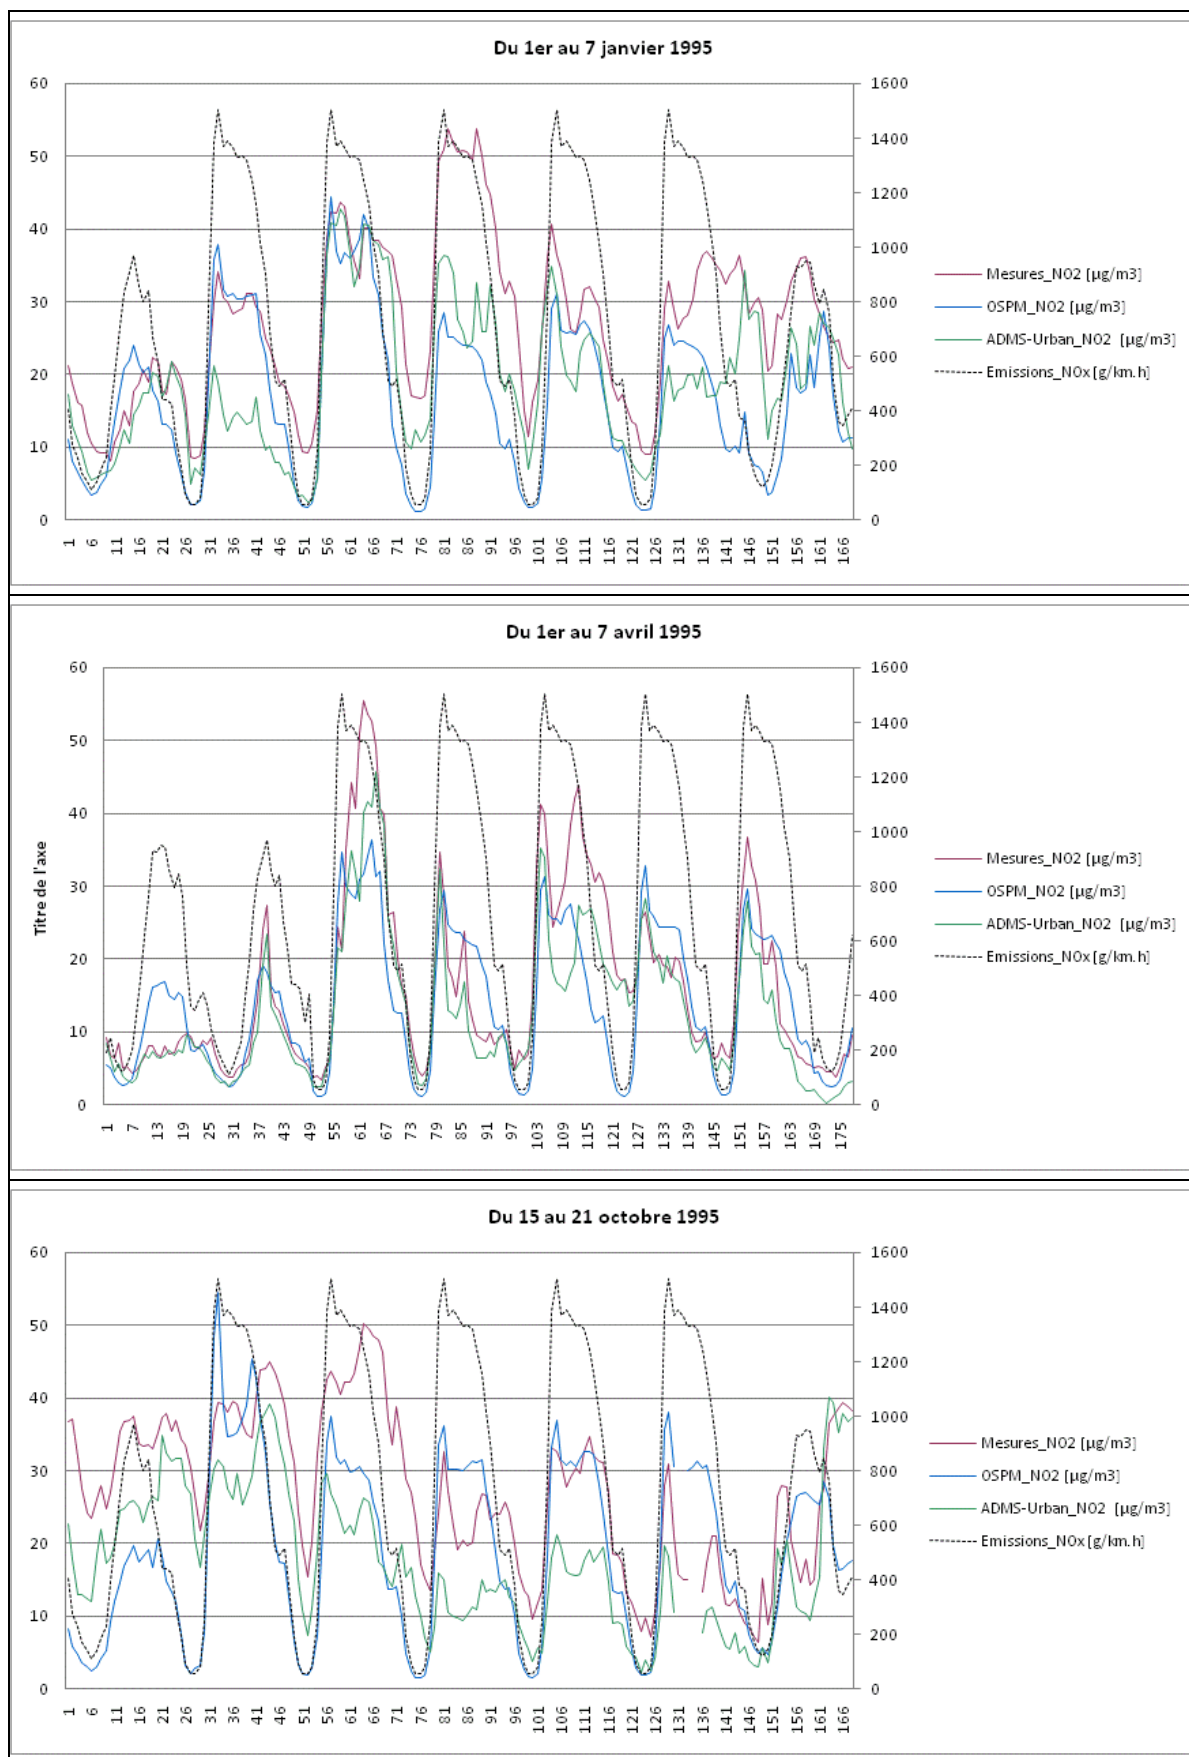 Du 1er au 7 janvier 1995
60
50
40
30
20
10
0
1600
1400
1200
1000
800
600
400
200
0
1 6 11 16 21 26 31 36 41 46 51 56 61 66 71 76 81 86 91 96 101 106 111 116 121 126 131 136 141 146 151 156 161 166
Mesures_NO2 [µg/m3]
OSPM_NO2 [µg/m3]
ADMS-Urban_NO2 [µg/m3]
Emissions_NOx [g/km.h]
Du 1er au 7 avril 1995
Titre de l'axe
60
50
40
30
20
10
0
1600
1400
1200
1000
800
600
400
200
0
1 7 13 19 25 31 37 43 49 55 61 67 73 79 85 91 97 103 109 115 121 127 133 139 145 151 157 163 169 175
Mesures_NO2 [µg/m3]
OSPM_NO2 [µg/m3]
ADMS-Urban_NO2 [µg/m3]
Emissions_NOx [g/km.h]
Du 15 au 21 octobre 1995
60
50
40
30
20
10
0
1600
1400
1200
1000
800
600
400
200
0
1 6 11 16 21 26 31 36 41 46 51 56 61 66 71 76 81 86 91 96 101 106 111 116 121 126 131 136 141 146 151 156 161 166
Mesures_NO2 [µg/m3]
OSPM_NO2 [µg/m3]
ADMS-Urban_NO2 [µg/m3]
Emissions_NOx [g/km.h]